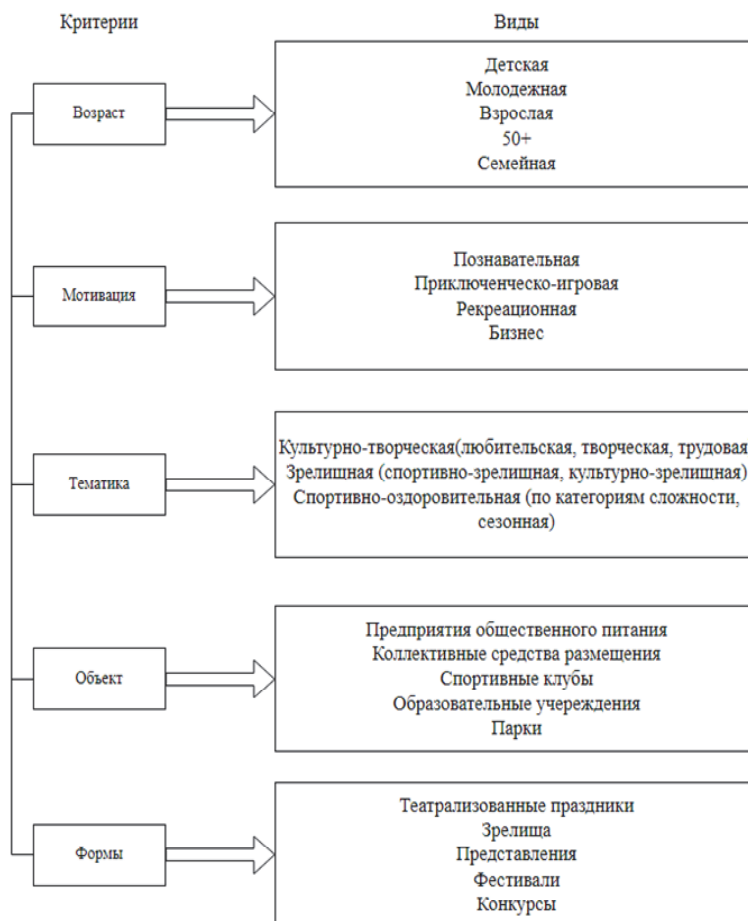 Критерии
Виды
Возраст
Детская
Молодежная
Взрослая
50+
Семейная
Мотивация
Познавательная
Приключенческо-игровая
Рекреационная
Бизнес
Тематика
Культурно-творческая(любительская, творческая, трудовая
Зрелищная (спортивно-зрелищная, культурно-зрелищная)
Спортивно-оздоровительная (по категориям сложности,
сезонная)
Объект
Предприятия общественного питания
Коллективные средства размещения
Спортивные клубы
Образовательные учереждения
Парки
Формы
Театрализованные праздники
Зрелища
Представления
Фестивали
Конкурсы